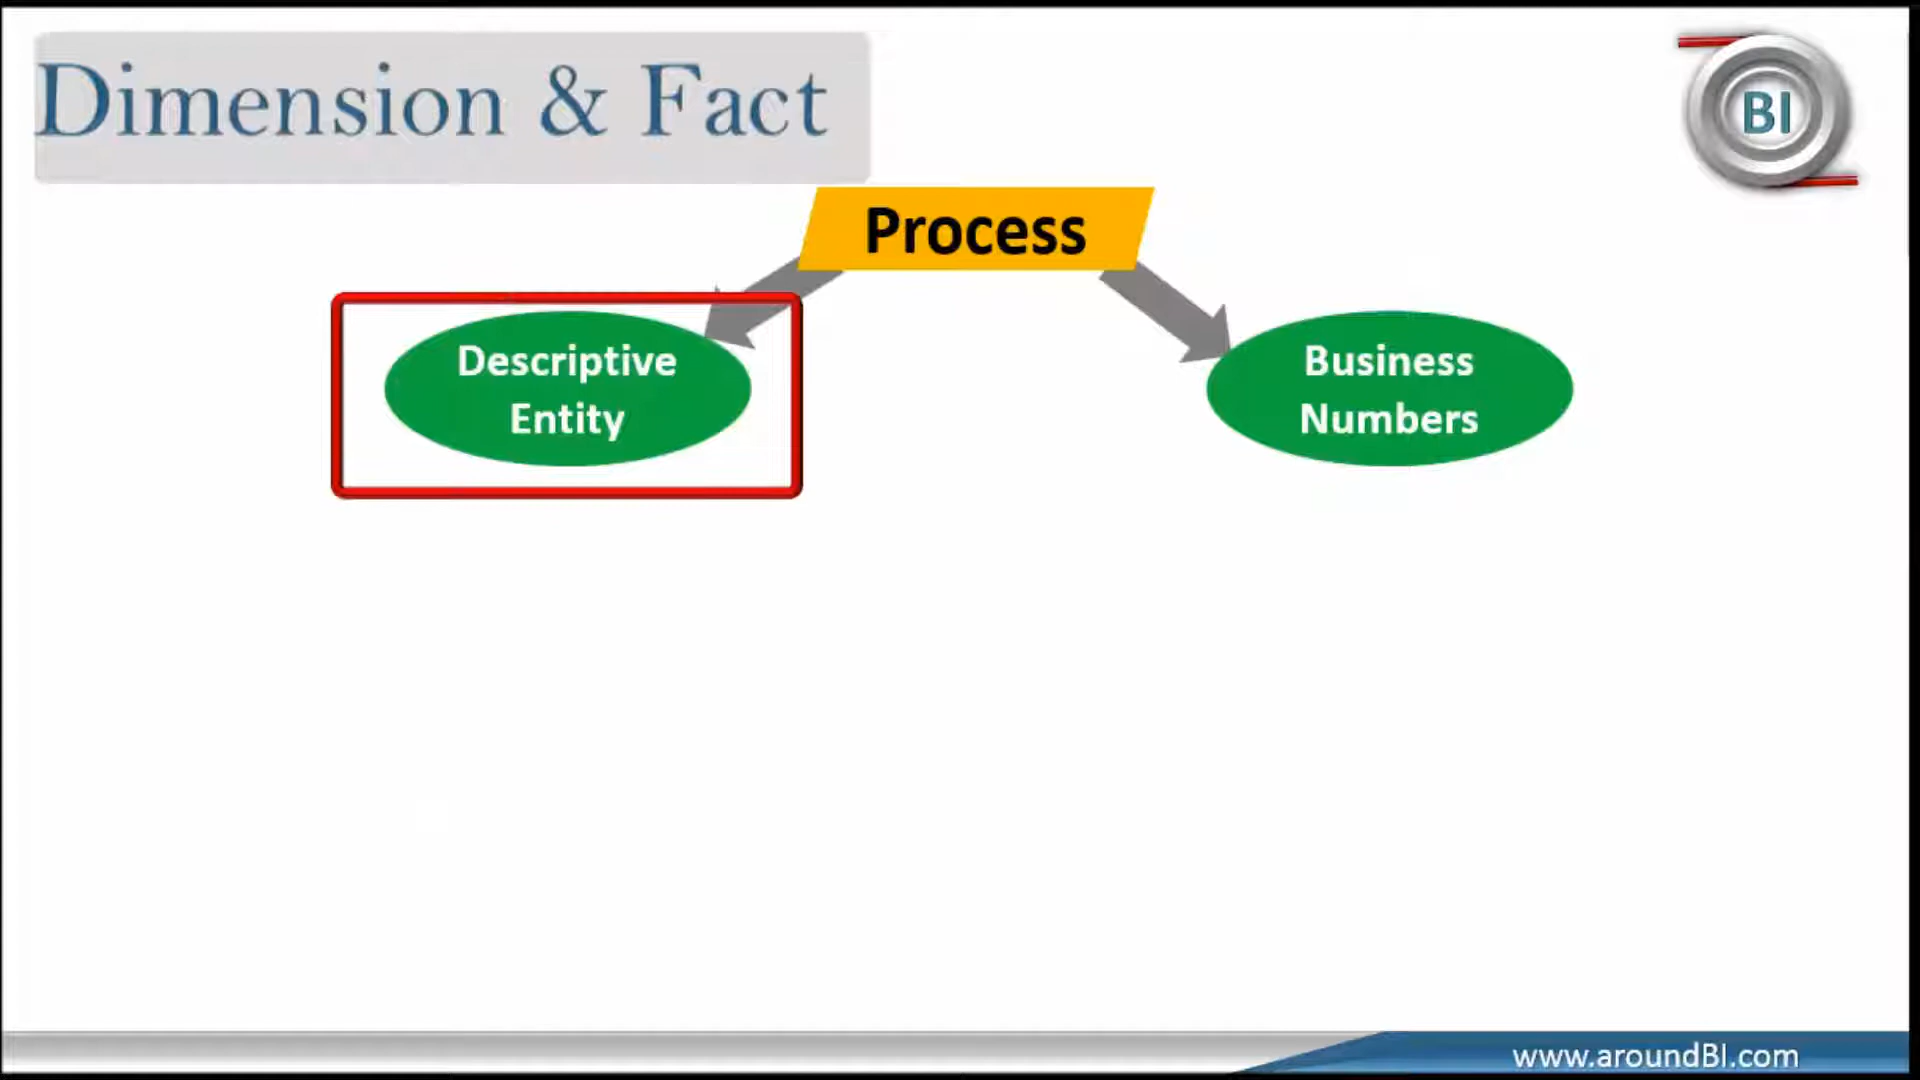 Dimension & Fact
BI
Process
Descriptive
Entity
Business
Numbers
www.aroundBI.com